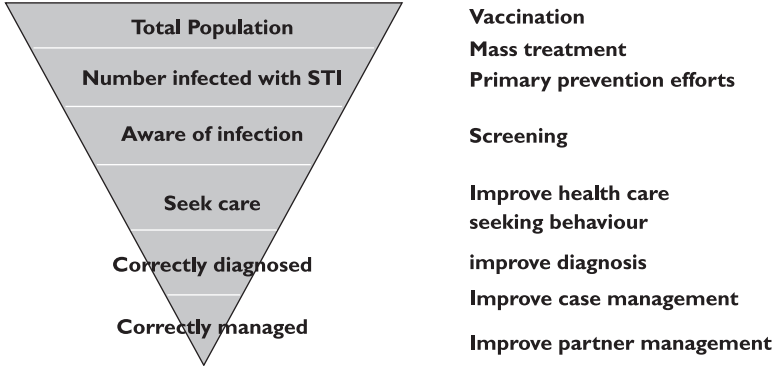 Total Population
Number infected with STI
Aware of infection
Seek care
Correctly diagnosed
Correctly managed
Vaccination
Mass treatment
Primary prevention efforts
Screening
Improve health care
seeking behaviour
improve diagnosis
Improve case management
Improve partner management